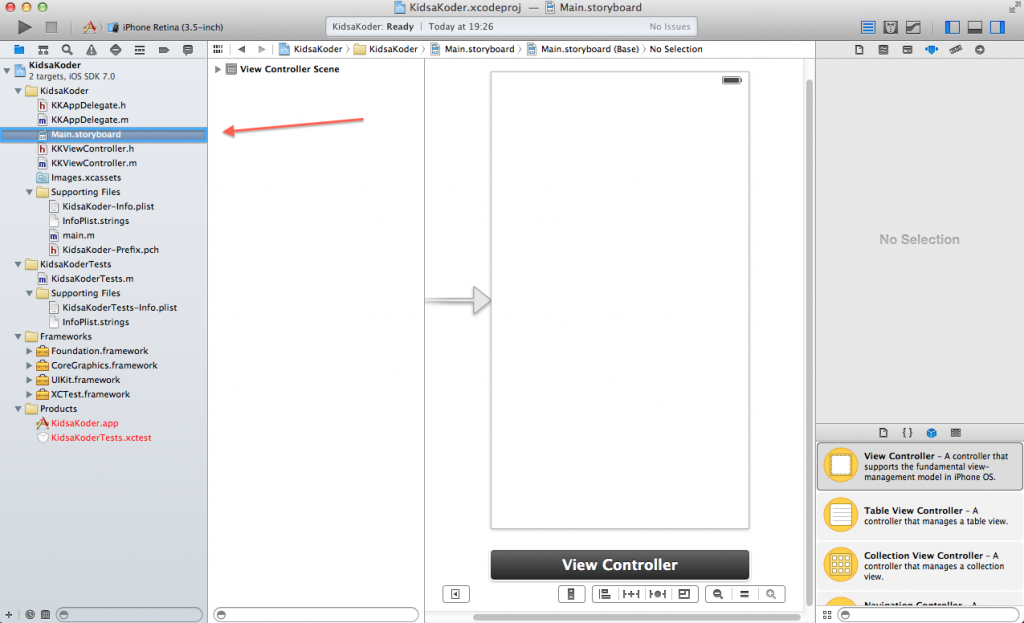 KidsaKoder.xcodeproj — Main.storyboard
iPhone Retina (3.5-inch)
KidsaKoder: Ready | Today at 19:26
No Issues
KidsaKoder
KidsaKoder
Main.storyboard
Main.storyboard (Base)
No Selection
KidsaKoder
2 targets, iOS SDK 7.0
KidsaKoder
KKAppDelegate.h
KKAppDelegate.m
Main.storyboard
KKViewController.h
KKViewController.m
Images.xcassets
Supporting Files
KidsaKoder-Info.plist
InfoPlist.strings
main.m
KidsaKoder-Prefix.pch
KidsaKoderTests
KidsaKoderTests.m
Supporting Files
KidsaKoderTests-Info.plist
InfoPlist.strings
Frameworks
Foundation.framework
CoreGraphics.framework
UIKit.framework
XCTest.framework
Products
KidsaKoder.app
KidsaKoderTests.xctest
View Controller Scene
View Controller
No Selection
View Controller - A controller that
supports the fundamental view-
management model in iPhone OS.
Table View Controller - A
controller that manages a table view.
Collection View Controller - A
controller that manages a collection
view.
Navigation Controller - A